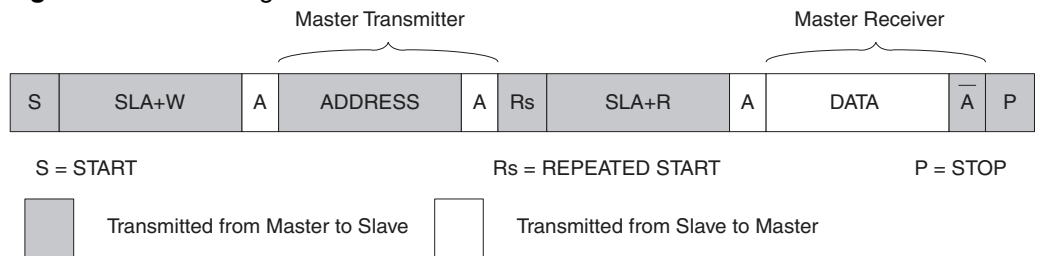 Master Transmitter Master Receiver
S SLA+W A ADDRESS A Rs SLA+R A DATA A̅ P
S = START Rs = REPEATED START P = STOP
Transmitted from Master to Slave Transmitted from Slave to Master